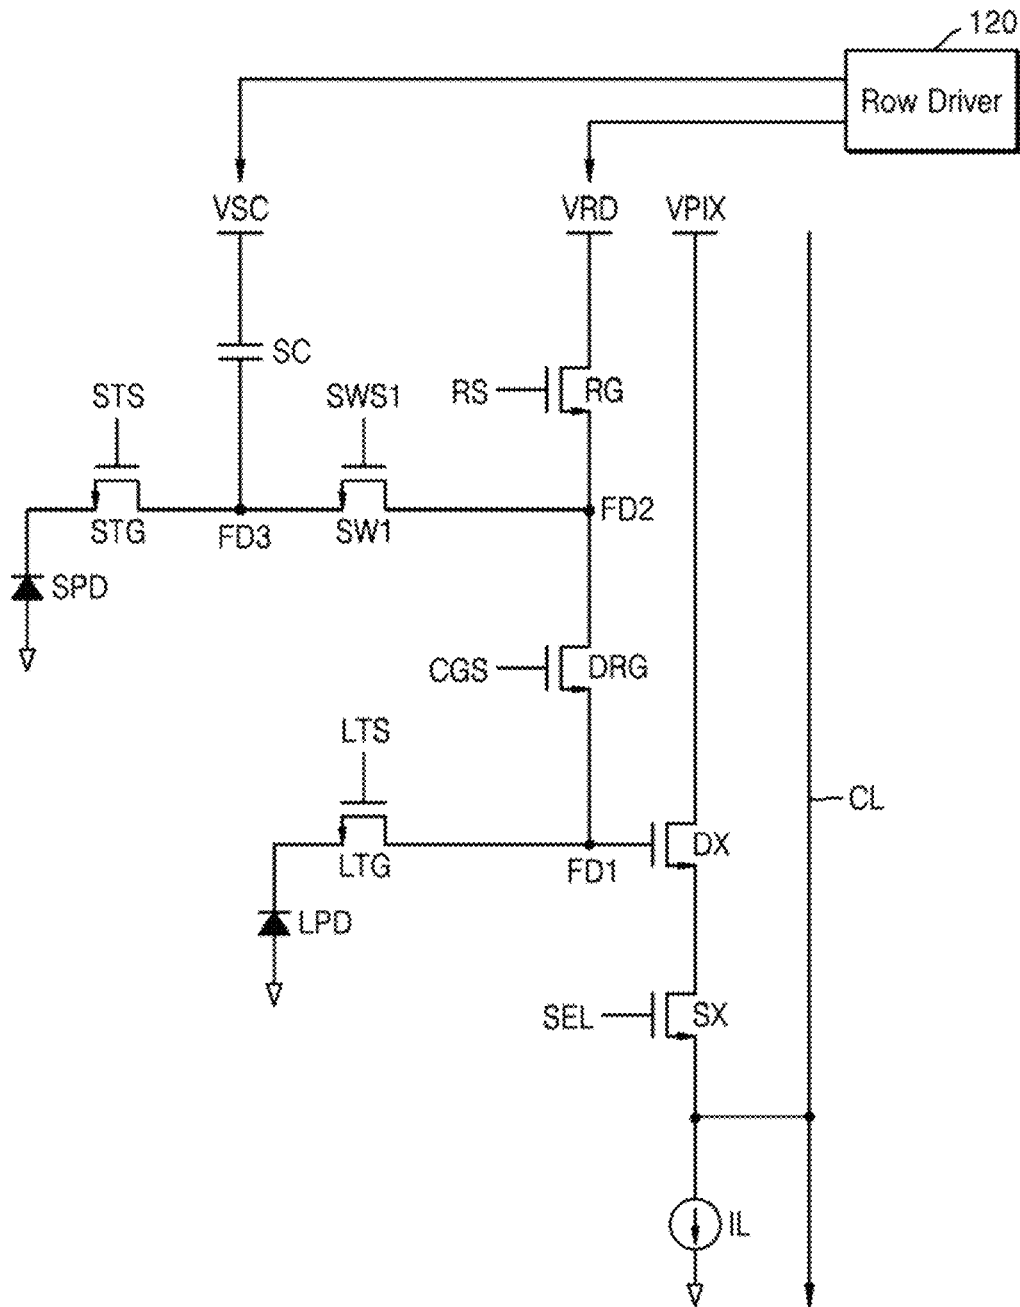 120
Row Driver
VSC
VRD
VPIX
SC
STS
SWS1
RS
RG
STG
FD3
SW1
FD2
SPD
CGS
DRG
LTS
CL
LTG
FD1
DX
LPD
SEL
SX
IL